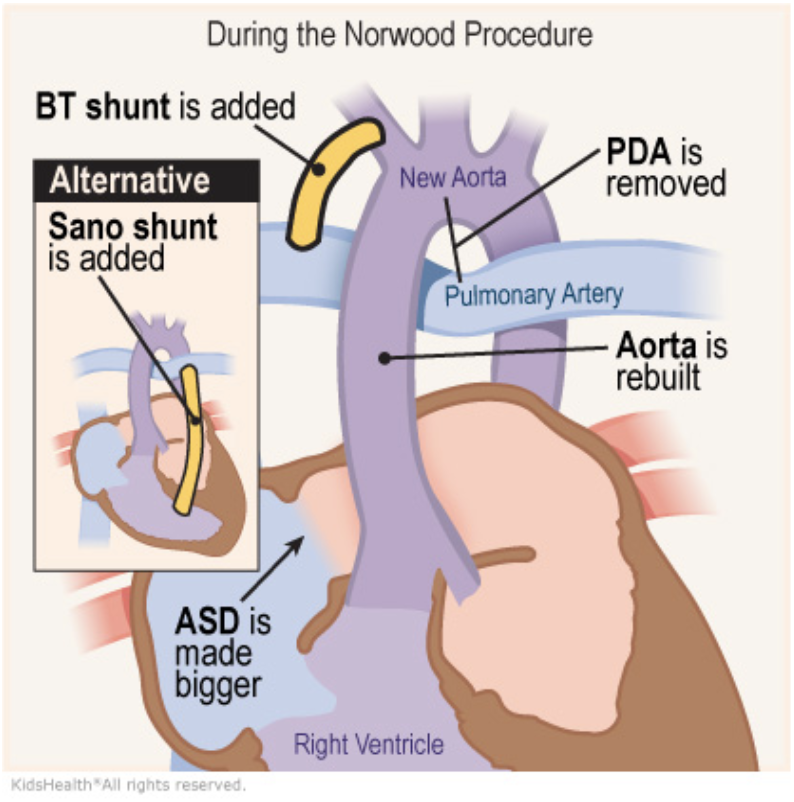 During the Norwood Procedure
BT shunt is added
Alternative
Sano shunt
is added
New Aorta
PDA is
removed
Pulmonary Artery
Aorta is
rebuilt
ASD is
made
bigger
Right Ventricle
KidsHealth®All rights reserved.